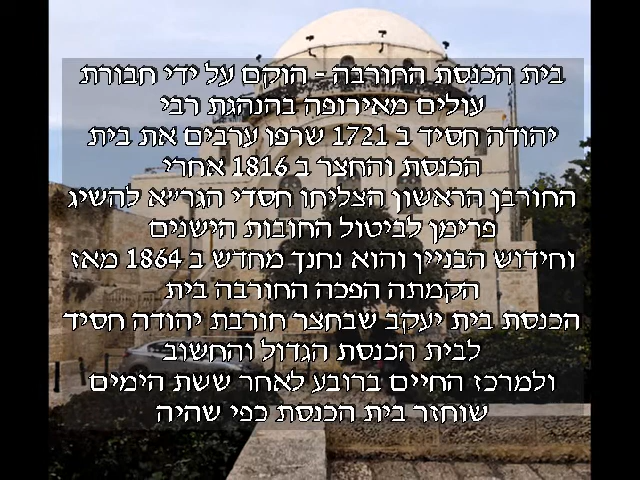 בית הכנסת החורבה - הוקם על ידי חבורת
עולים מאירופה בהנהגת רבי
יהודה חסיד ב 1721 שרפו ערבים את בית
הכנסת והחצר ב 1816 אחרי
החורבן הראשון הצליחו חסדי הגר״א להשיג
פרימן לביטול החובות הישנים
וחידוש הבניין והוא נחנך מחדש ב 1864 מאז
הקמתה הפכה החורבה בית
הכנסת בית יעקב שבחצר חורבת יהודה חסיד
לבית הכנסת הגדול והחשוב
ולמרכז החיים ברובע לאחר ששת הימים
שוחזר בית הכנסת כפי שהיה